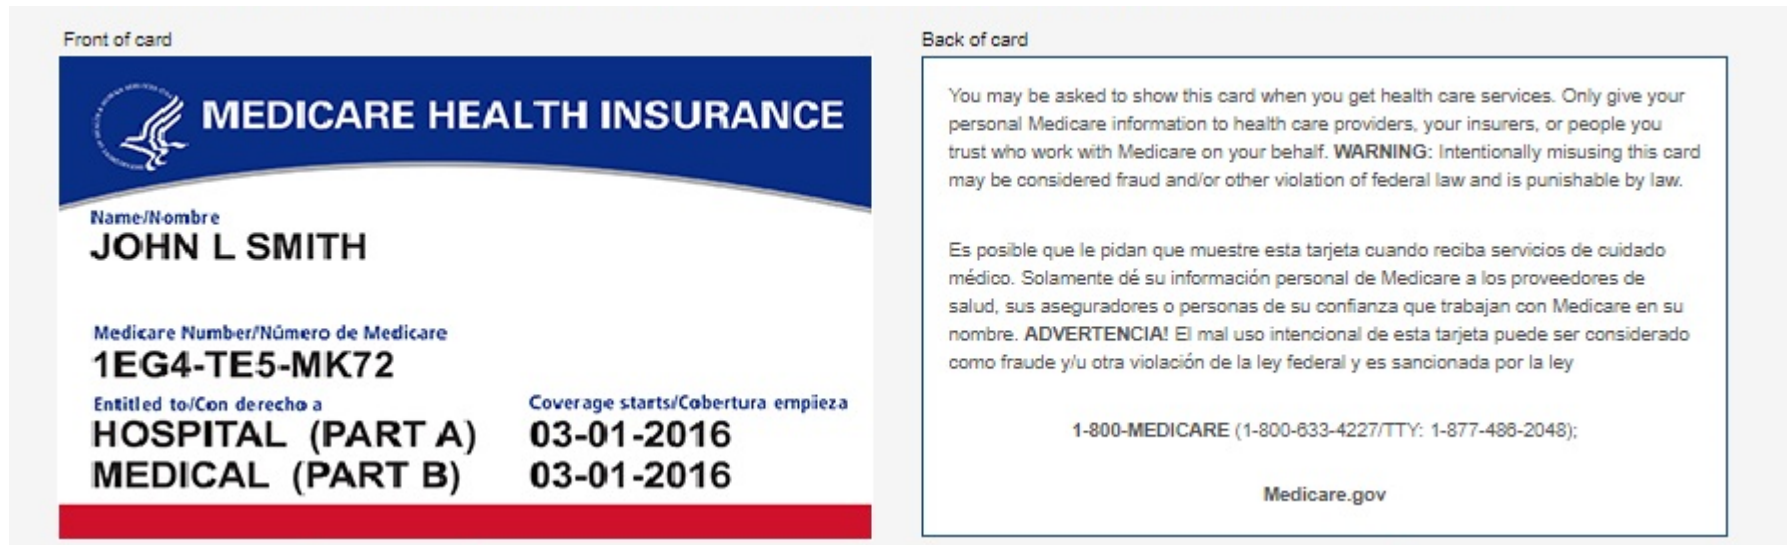 Front of card
MEDICARE HEALTH INSURANCE
Name/Nombre
JOHN L SMITH
Medicare Number/Número de Medicare
1EG4-TE5-MK72
Entitled to/Con derecho a
Coverage starts/Cobertura empieza
HOSPITAL (PART A) 03-01-2016
MEDICAL (PART B) 03-01-2016
Back of card
You may be asked to show this card when you get health care services. Only give your
personal Medicare information to health care providers, your insurers, or people you
trust who work with Medicare on your behalf. WARNING: Intentionally misusing this card
may be considered fraud and/or other violation of federal law and is punishable by law.
Es posible que le pidan que muestre esta tarjeta cuando reciba servicios de cuidado
médico. Solamente dé su información personal de Medicare a los proveedores de
salud, sus aseguradores o personas de su confianza que trabajan con Medicare en su
nombre. ADVERTENCIA! El mal uso intencional de esta tarjeta puede ser considerado
como fraude y/u otra violación de la ley federal y es sancionada por la ley
1-800-MEDICARE (1-800-633-4227/TTY: 1-877-486-2048);
Medicare.gov